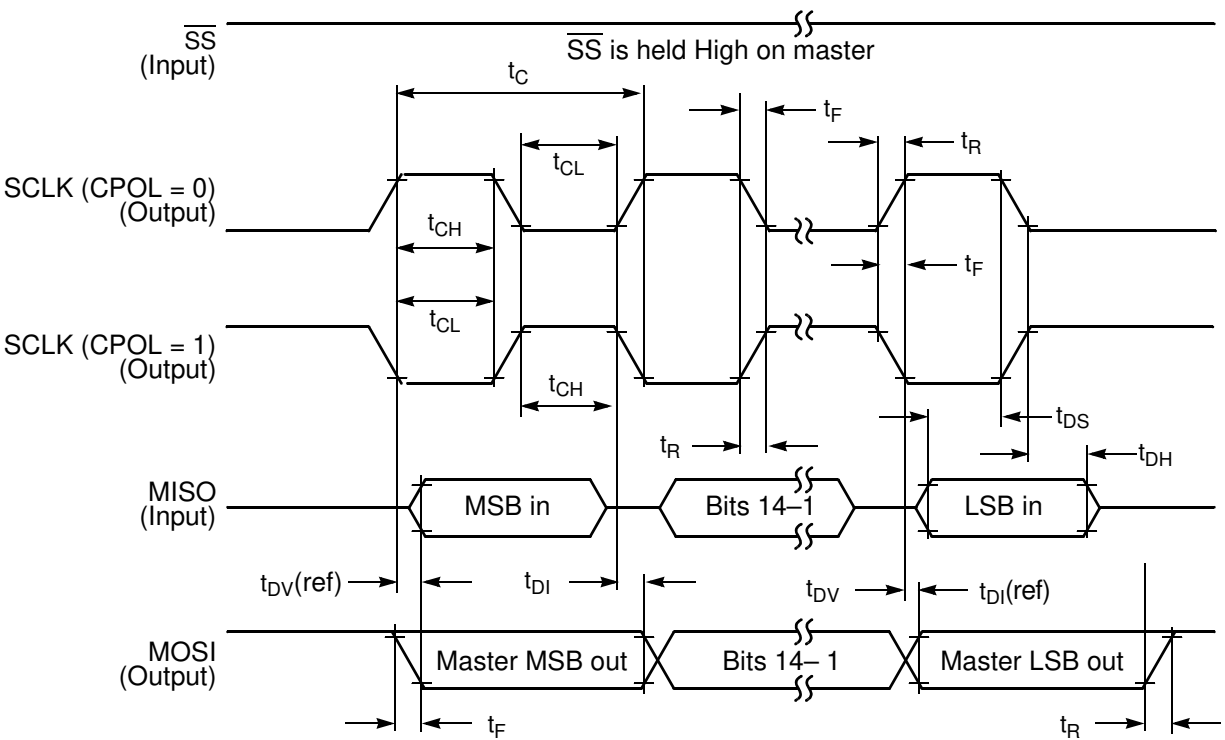 SS
(Input)
SS is held High on master
tC
tF
tR
tCL
SCLK (CPOL = 0)
(Output)
tCH
tF
tCL
SCLK (CPOL = 1)
(Output)
tCH
tDS
tR
tDH
MISO
(Input)
MSB in
Bits 14–1
LSB in
tDV(ref)
tDI
tDV
tDI(ref)
MOSI
(Output)
Master MSB out
Bits 14– 1
Master LSB out
tF
tR